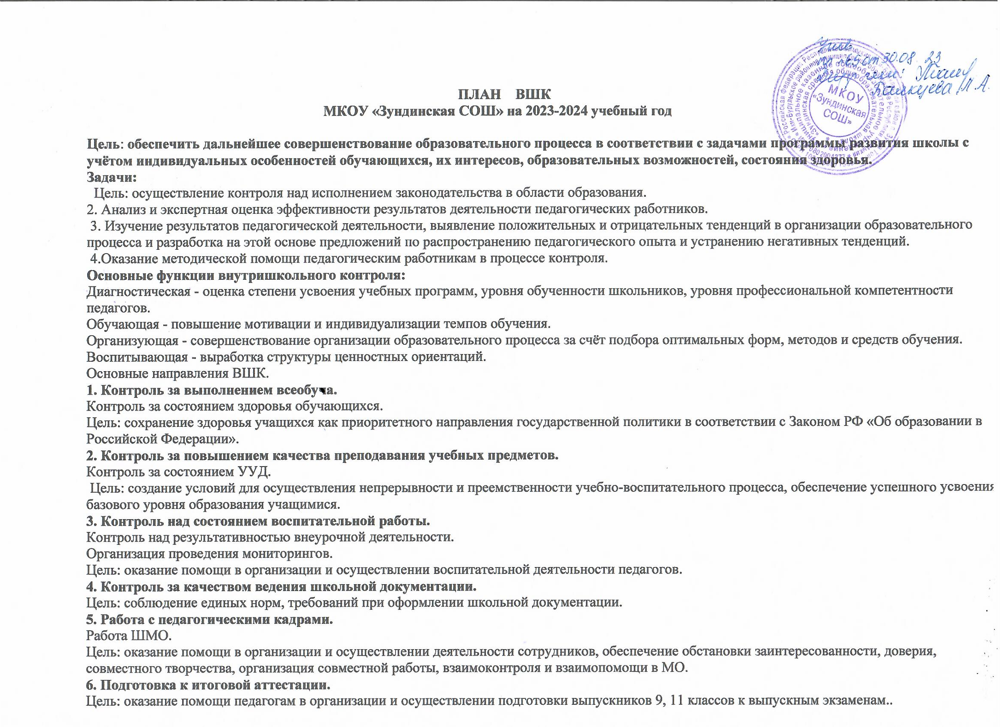 от 30.08.23
МКОУ
«Зундинская
СОШ»
ПЛАН ВШК
МКОУ «Зундинская СОШ» на 2023-2024 учебный год
Цель: обеспечить дальнейшее совершенствование образовательного процесса в соответствии с задачами программы развития школы с
учётом индивидуальных особенностей обучающихся, их интересов, образовательных возможностей, состояния здоровья.
Задачи:
Цель: осуществление контроля над исполнением законодательства в области образования.
2. Анализ и экспертная оценка эффективности результатов деятельности педагогических работников.
3. Изучение результатов педагогической деятельности, выявление положительных и отрицательных тенденций в организации образовательного
процесса и разработка на этой основе предложений по распространению педагогического опыта и устранению негативных тенденций.
4.Оказание методической помощи педагогическим работникам в процессе контроля.
Основные функции внутришкольного контроля:
Диагностическая - оценка степени усвоения учебных программ, уровня обученности школьников, уровня профессиональной компетентности
педагогов.
Обучающая - повышение мотивации и индивидуализации темпов обучения.
Организующая - совершенствование организации образовательного процесса за счёт подбора оптимальных форм, методов и средств обучения.
Воспитывающая - выработка структуры ценностных ориентаций.
Основные направления ВШК.
1. Контроль за выполнением всеобуча.
Контроль за состоянием здоровья обучающихся.
Цель: сохранение здоровья учащихся как приоритетного направления государственной политики в соответствии с Законом РФ «Об образовании в
Российской Федерации».
2. Контроль за повышением качества преподавания учебных предметов.
Контроль за состоянием УУД.
Цель: создание условий для осуществления непрерывности и преемственности учебно-воспитательного процесса, обеспечение успешного усвоения
базового уровня образования учащимися.
3. Контроль над состоянием воспитательной работы.
Контроль над результативностью внеурочной деятельности.
Организация проведения мониторингов.
Цель: оказание помощи в организации и осуществлении воспитательной деятельности педагогов.
4. Контроль за качеством ведения школьной документации.
Цель: соблюдение единых норм, требований при оформлении школьной документации.
5. Работа с педагогическими кадрами.
Работа ШМО.
Цель: оказание помощи в организации и осуществлении деятельности сотрудников, обеспечение обстановки заинтересованности, доверия,
совместного творчества, организация совместной работы, взаимоконтроля и взаимопомощи в МО.
6. Подготовка к итоговой аттестации.
Цель: оказание помощи педагогам в организации и осуществлении подготовки выпускников 9, 11 классов к выпускным экзаменам..